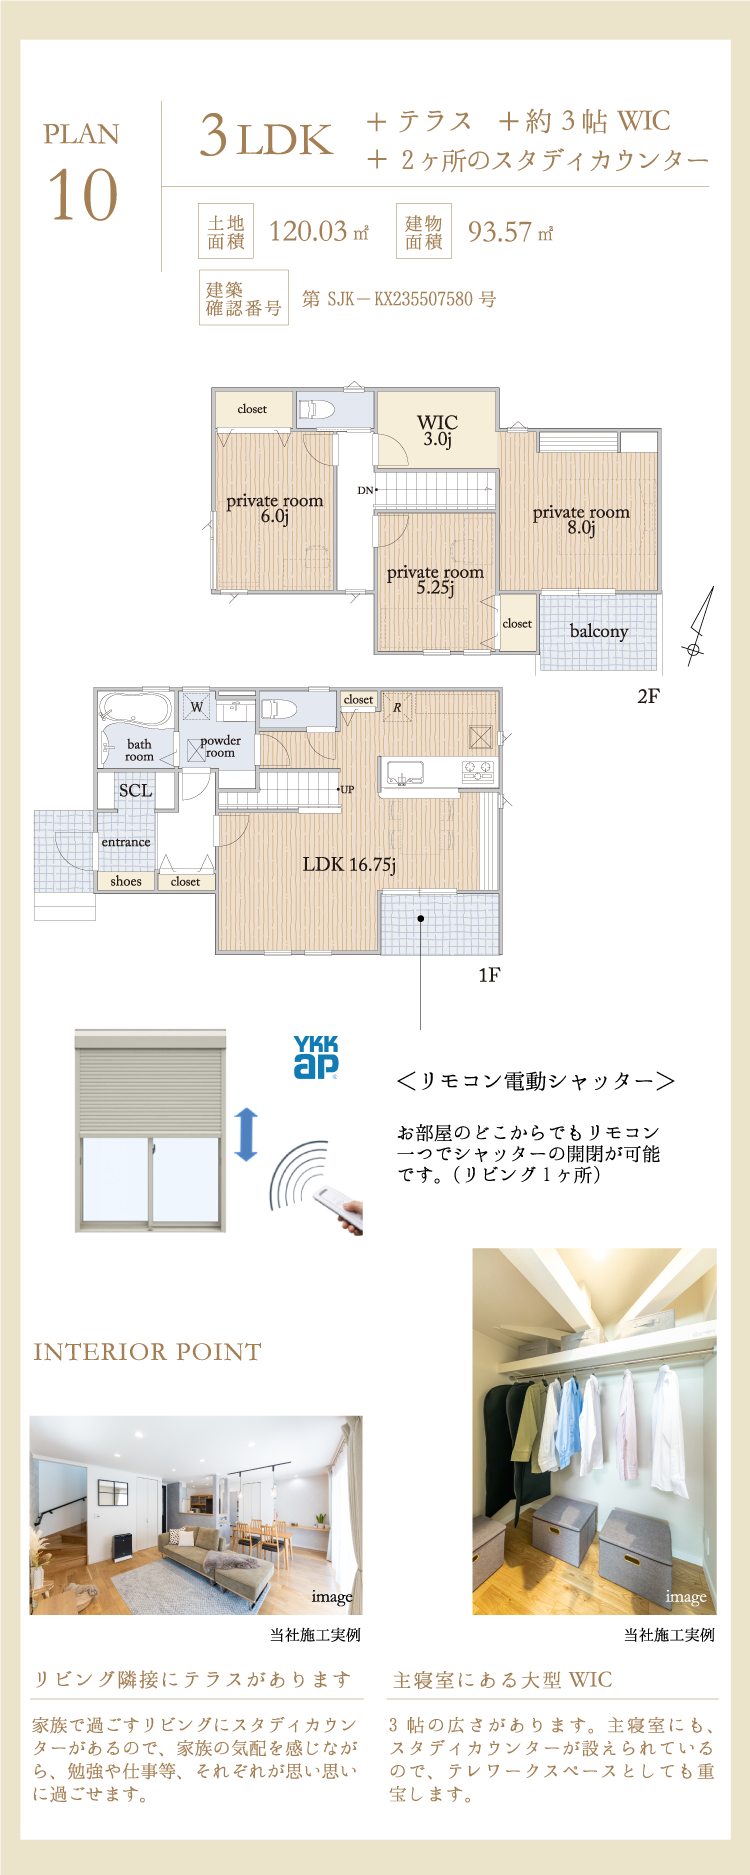 PLAN
10
3LDK
＋テラス ＋約3帖 WIC
＋ 2ヶ所のスタディカウンター
土地
面積
120.03㎡
建物
面積
93.57㎡
建築
確認番号
第 SJK－KX235507580 号
closet
WIC
3.0j
DN
private room
6.0j
private room
8.0j
private room
5.25j
closet
balcony
2F
closet
W
R
bath
room
powder
room
SCL
UP
entrance
LDK 16.75j
shoes
closet
1F
YKK
ap
＜リモコン電動シャッター＞
お部屋のどこからでもリモコン
一つでシャッターの開閉が可能
です。（リビング1ヶ所）
INTERIOR POINT
image
当社施工実例
リビング隣接にテラスがあります
家族で過ごすリビングにスタディカウン
ターがあるので、家族の気配を感じなが
ら、勉強や仕事等、それぞれが思い思い
に過ごせます。
image
当社施工実例
主寝室にある大型 WIC
3 帖の広さがあります。主寝室にも、
スタディカウンターが設えられている
ので、テレワークスペースとしても重
宝します。